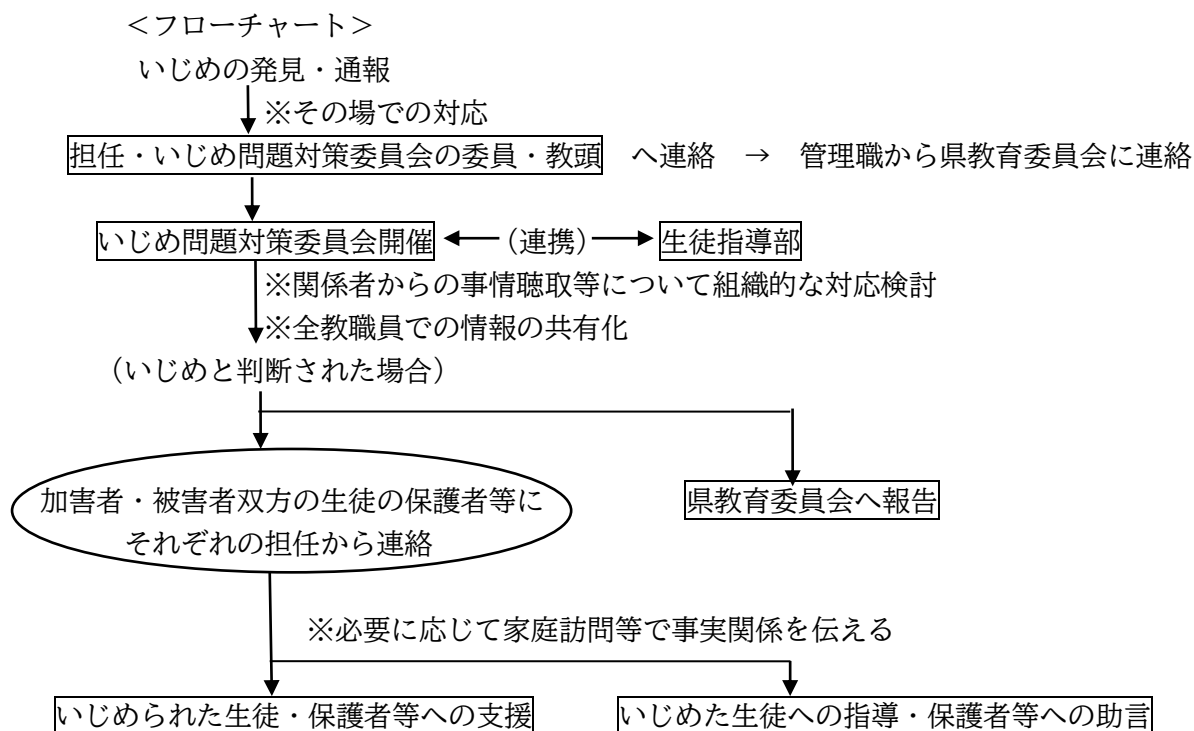 ＜フローチャート＞
いじめの発見・通報
※その場での対応
担任・いじめ問題対策委員会の委員・教頭　へ連絡　→　管理職から県教育委員会に連絡
いじめ問題対策委員会開催　（連携）　生徒指導部
※関係者からの事情聴取等について組織的な対応検討
※全教職員での情報の共有化
（いじめと判断された場合）
加害者・被害者双方の生徒の保護者等に
それぞれの担任から連絡
県教育委員会へ報告
※必要に応じて家庭訪問等で事実関係を伝える
いじめられた生徒・保護者等への支援
いじめた生徒への指導・保護者等への助言